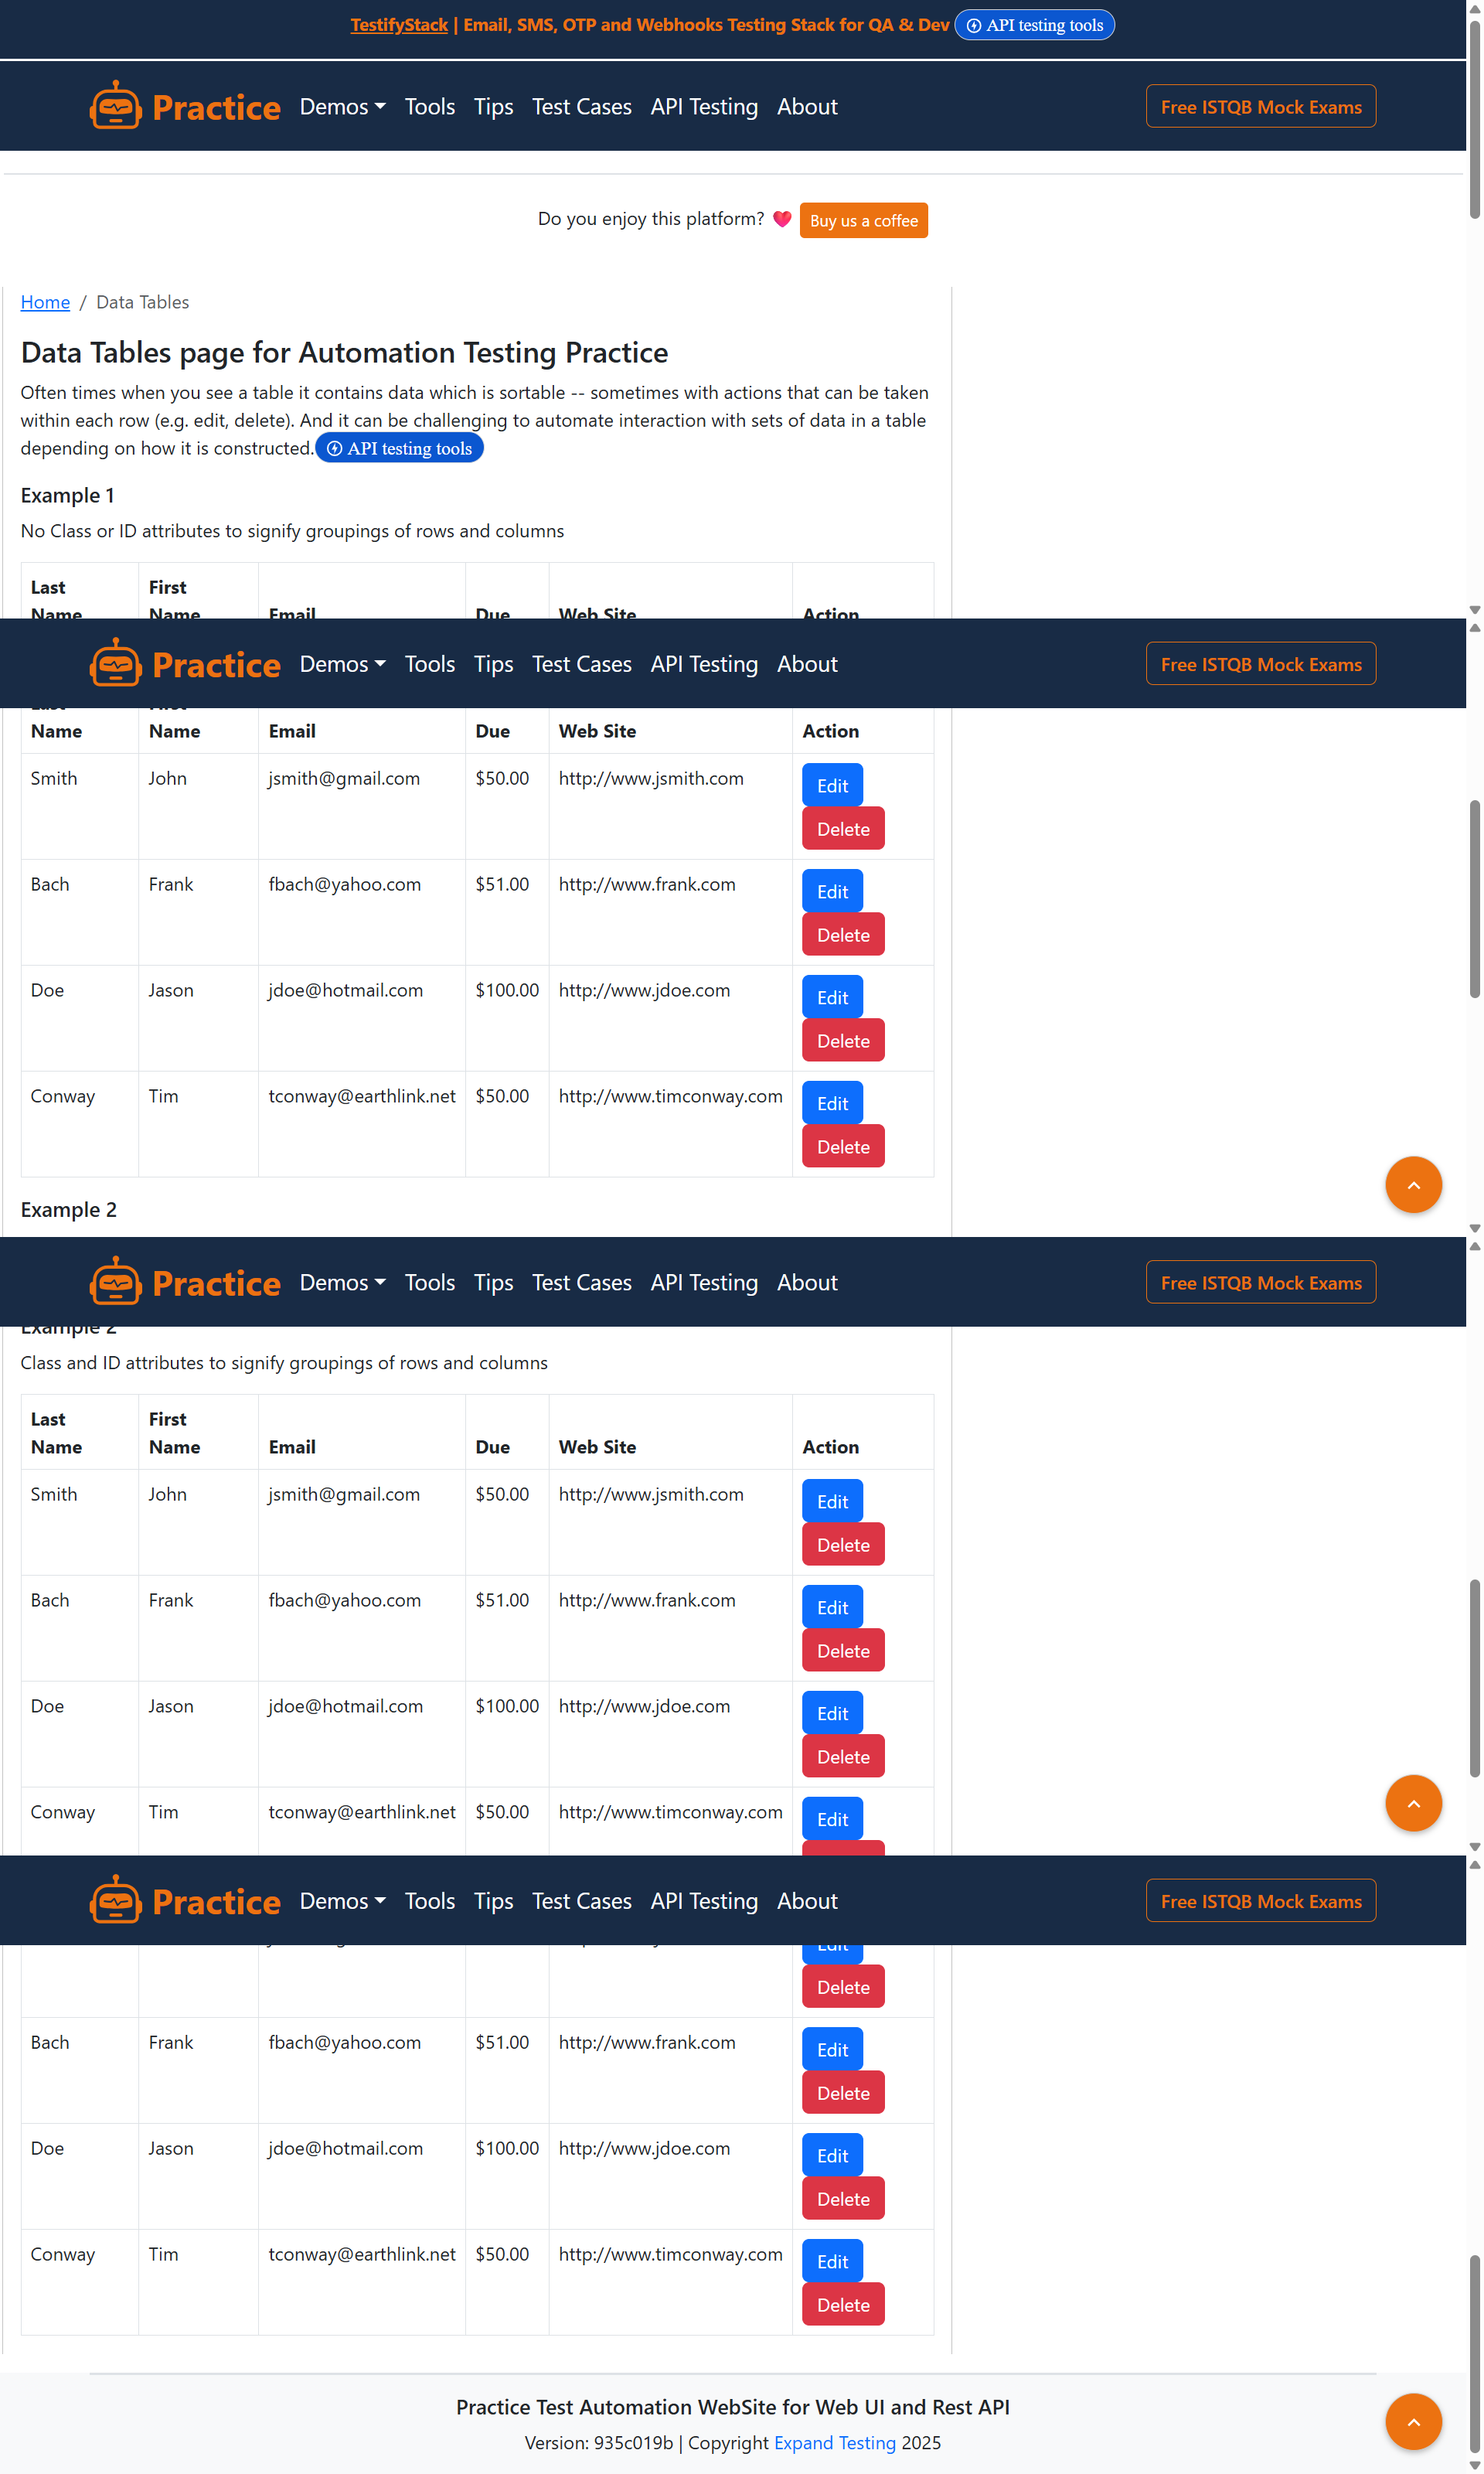 TestifyStack | Email, SMS, OTP and Webhooks Testing Stack for QA & Dev API testing tools
Practice Demos Tools Tips Test Cases API Testing About Free ISTQB Mock Exams
Do you enjoy this platform? Buy us a coffee
Home / Data Tables
Data Tables page for Automation Testing Practice
Often times when you see a table it contains data which is sortable -- sometimes with actions that can be taken
within each row (e.g. edit, delete). And it can be challenging to automate interaction with sets of data in a table
depending on how it is constructed. API testing tools
Example 1
No Class or ID attributes to signify groupings of rows and columns
Last First
Name Name Email Due Web Site Action
Practice Demos Tools Tips Test Cases API Testing About Free ISTQB Mock Exams
Name Name Email Due Web Site Action
Smith John jsmith@gmail.com $50.00 http://www.jsmith.com Edit
Delete
Bach Frank fbach@yahoo.com $51.00 http://www.frank.com Edit
Delete
Doe Jason jdoe@hotmail.com $100.00 http://www.jdoe.com Edit
Delete
Conway Tim tconway@earthlink.net $50.00 http://www.timconway.com Edit
Delete
Example 2
Practice Demos Tools Tips Test Cases API Testing About Free ISTQB Mock Exams
Example 2
Class and ID attributes to signify groupings of rows and columns
Last First
Name Name Email Due Web Site Action
Smith John jsmith@gmail.com $50.00 http://www.jsmith.com Edit
Delete
Bach Frank fbach@yahoo.com $51.00 http://www.frank.com Edit
Delete
Doe Jason jdoe@hotmail.com $100.00 http://www.jdoe.com Edit
Delete
Conway Tim tconway@earthlink.net $50.00 http://www.timconway.com Edit
Practice Demos Tools Tips Test Cases API Testing About Free ISTQB Mock Exams
Edit
Delete
Bach Frank fbach@yahoo.com $51.00 http://www.frank.com Edit
Delete
Doe Jason jdoe@hotmail.com $100.00 http://www.jdoe.com Edit
Delete
Conway Tim tconway@earthlink.net $50.00 http://www.timconway.com Edit
Delete
Practice Test Automation WebSite for Web UI and Rest API
Version: 935c019b | Copyright Expand Testing 2025